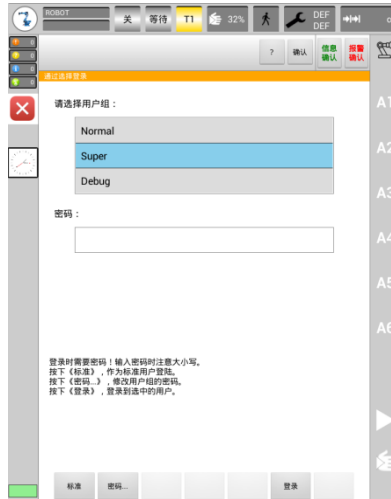 ROBOT
关
等待
T1
32%
DEF
DEF
0
0
0
0
?
确认
信息
确认
报警
确认
通过选择登录
请选择用户组：
Normal
Super
Debug
密码：
登录时需要密码！输入密码时注意大小写。
按下《标准》，作为标准用户登陆。
按下《密码...》，修改用户组的密码。
按下《登录》，登录到选中的用户。
A1
A2
A3
A4
A5
A6
标准
密码...
登录